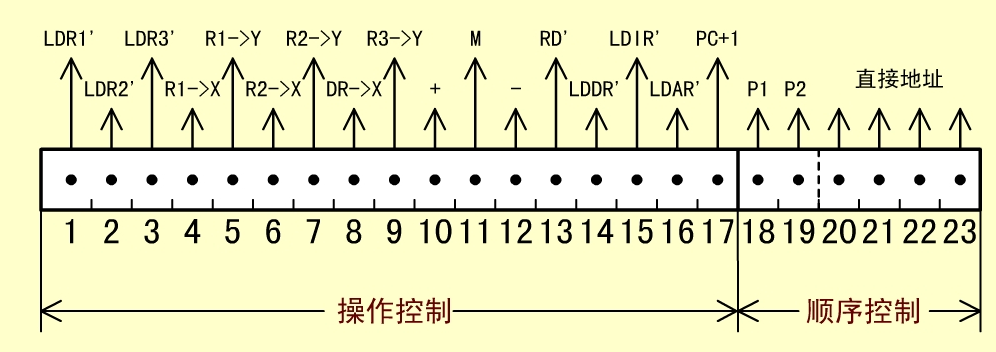 LDR1' LDR3' R1->Y R2->Y R3->Y M RD' LDIR' PC+1
LDR2' R1->X R2->X DR->X + - LDDR' LDAR' P1 P2 直接地址
1 2 3 4 5 6 7 8 9 10 11 12 13 14 15 16 17 18 19 20 21 22 23
操作控制 顺序控制